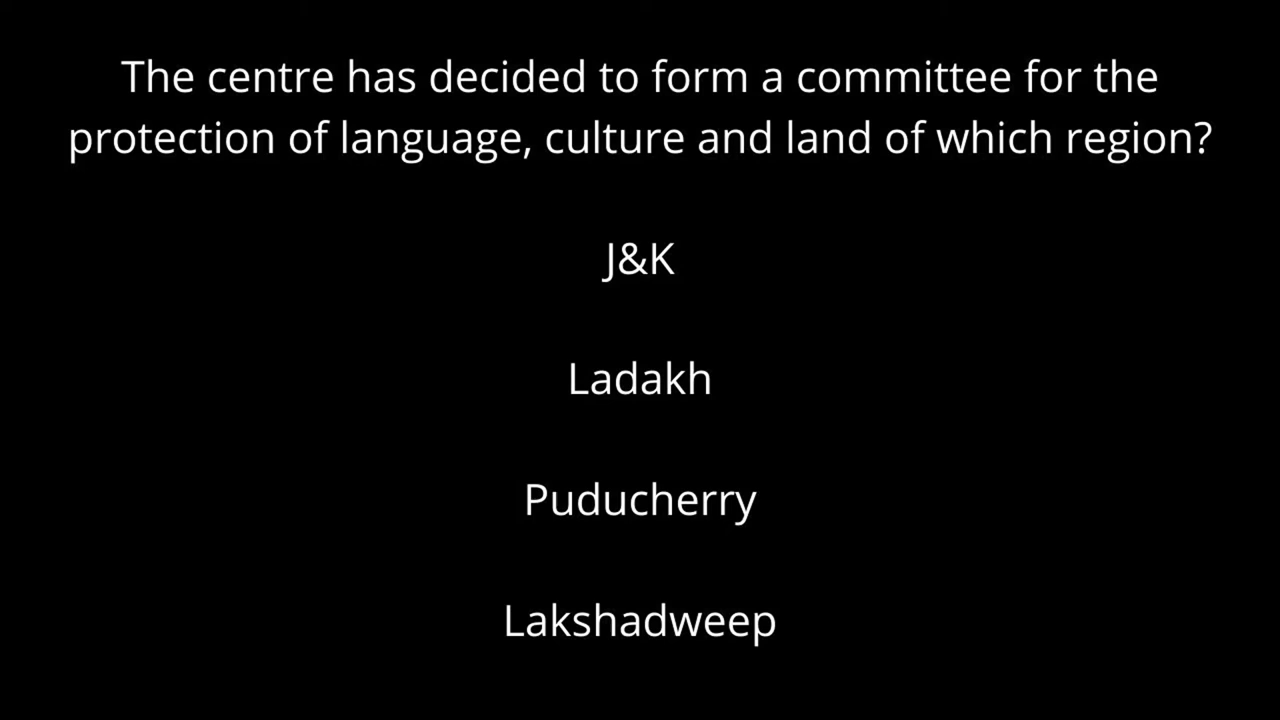 The centre has decided to form a committee for the
protection of language, culture and land of which region?
J&K
Ladakh
Puducherry
Lakshadweep